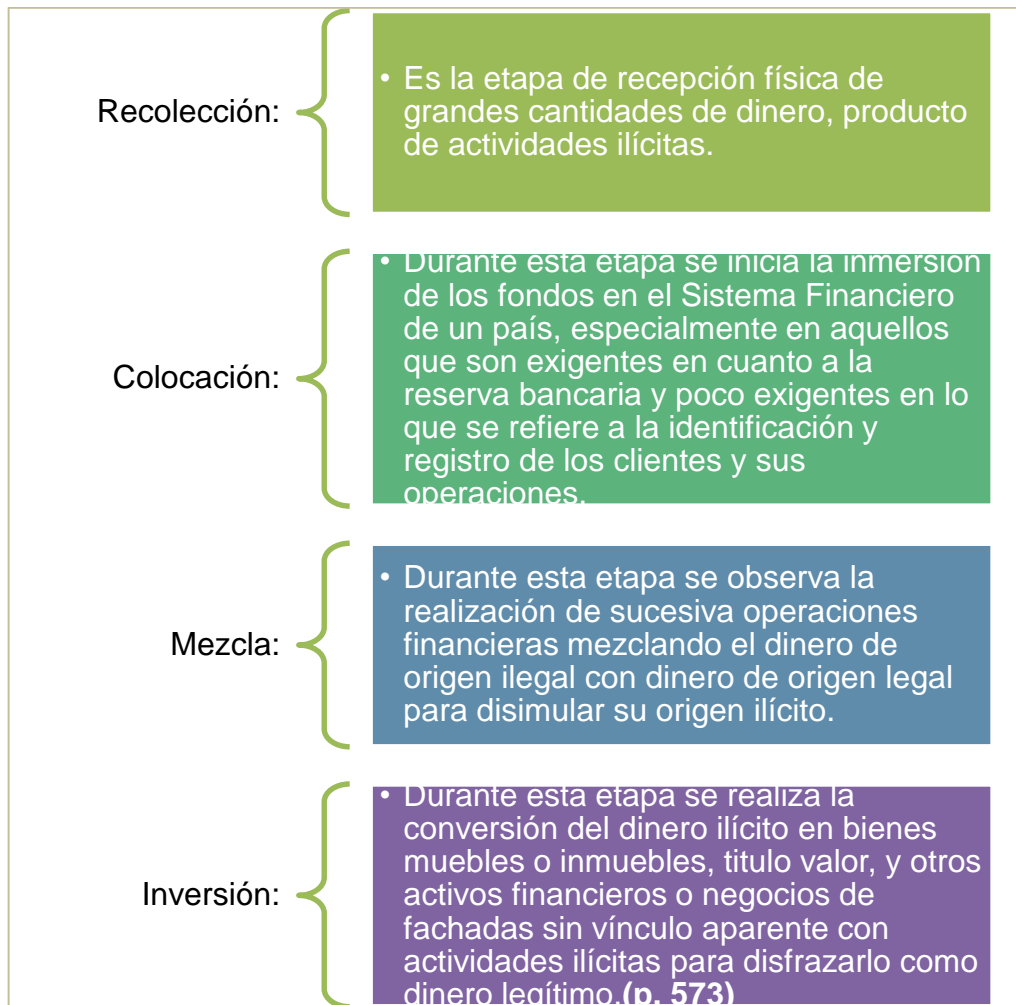 Recolección:
• Es la etapa de recepción física de
grandes cantidades de dinero, producto
de actividades ilícitas.
Colocación:
• Durante esta etapa se inicia la inmersión
de los fondos en el Sistema Financiero
de un país, especialmente en aquellos
que son exigentes en cuanto a la
reserva bancaria y poco exigentes en lo
que se refiere a la identificación y
registro de los clientes y sus
operaciones.
Mezcla:
• Durante esta etapa se observa la
realización de sucesiva operaciones
financieras mezclando el dinero de
origen ilegal con dinero de origen legal
para disimular su origen ilícito.
Inversión:
• Durante esta etapa se realiza la
conversión del dinero ilícito en bienes
muebles o inmuebles, titulo valor, y otros
activos financieros o negocios de
fachadas sin vínculo aparente con
actividades ilícitas para disfrazarlo como
dinero legítimo.(p. 573)